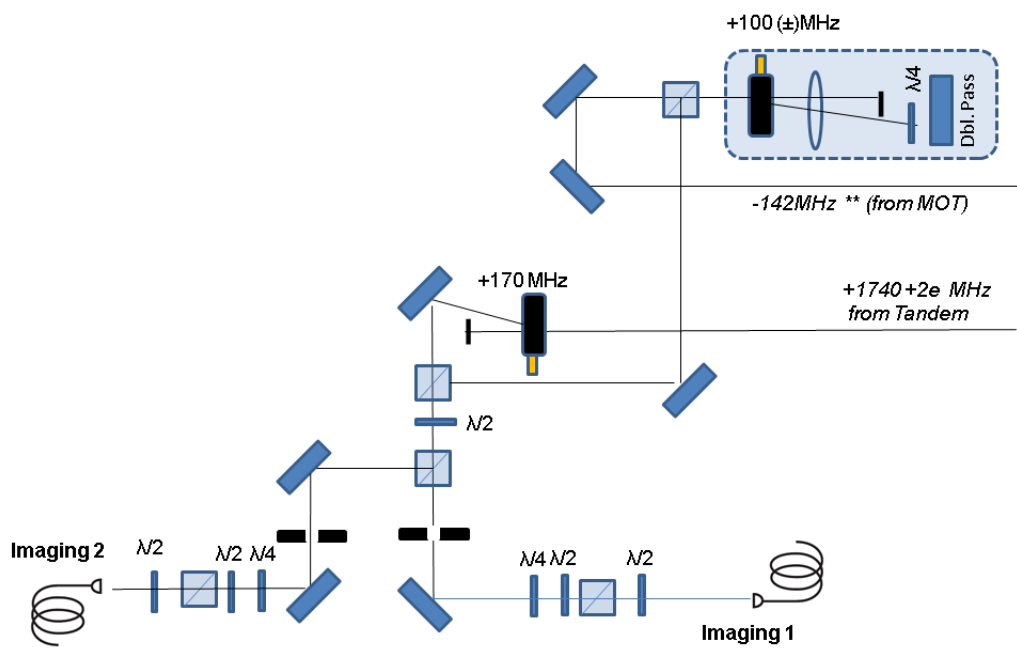 +100 (±)MHz
λ/4
Dbl. Pass
-142MHz ** (from MOT)
+170 MHz
+1740 +2e MHz
from Tandem
λ/2
Imaging 2
λ/2
λ/2
λ/4
λ/4
λ/2
λ/2
Imaging 1